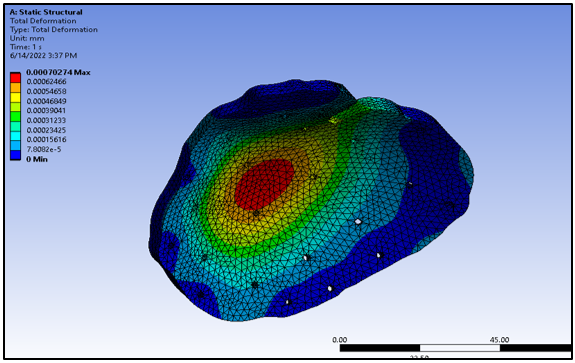 A: Static Structural
Total Deformation
Type: Total Deformation
Unit: mm
Time: 1 s
6/14/2022 3:37 PM
0.00070274 Max
0.00062466
0.00054658
0.00046849
0.00039041
0.00031233
0.00023425
0.00015616
7.8082e-5
0 Min
0.00
45.00
22.50